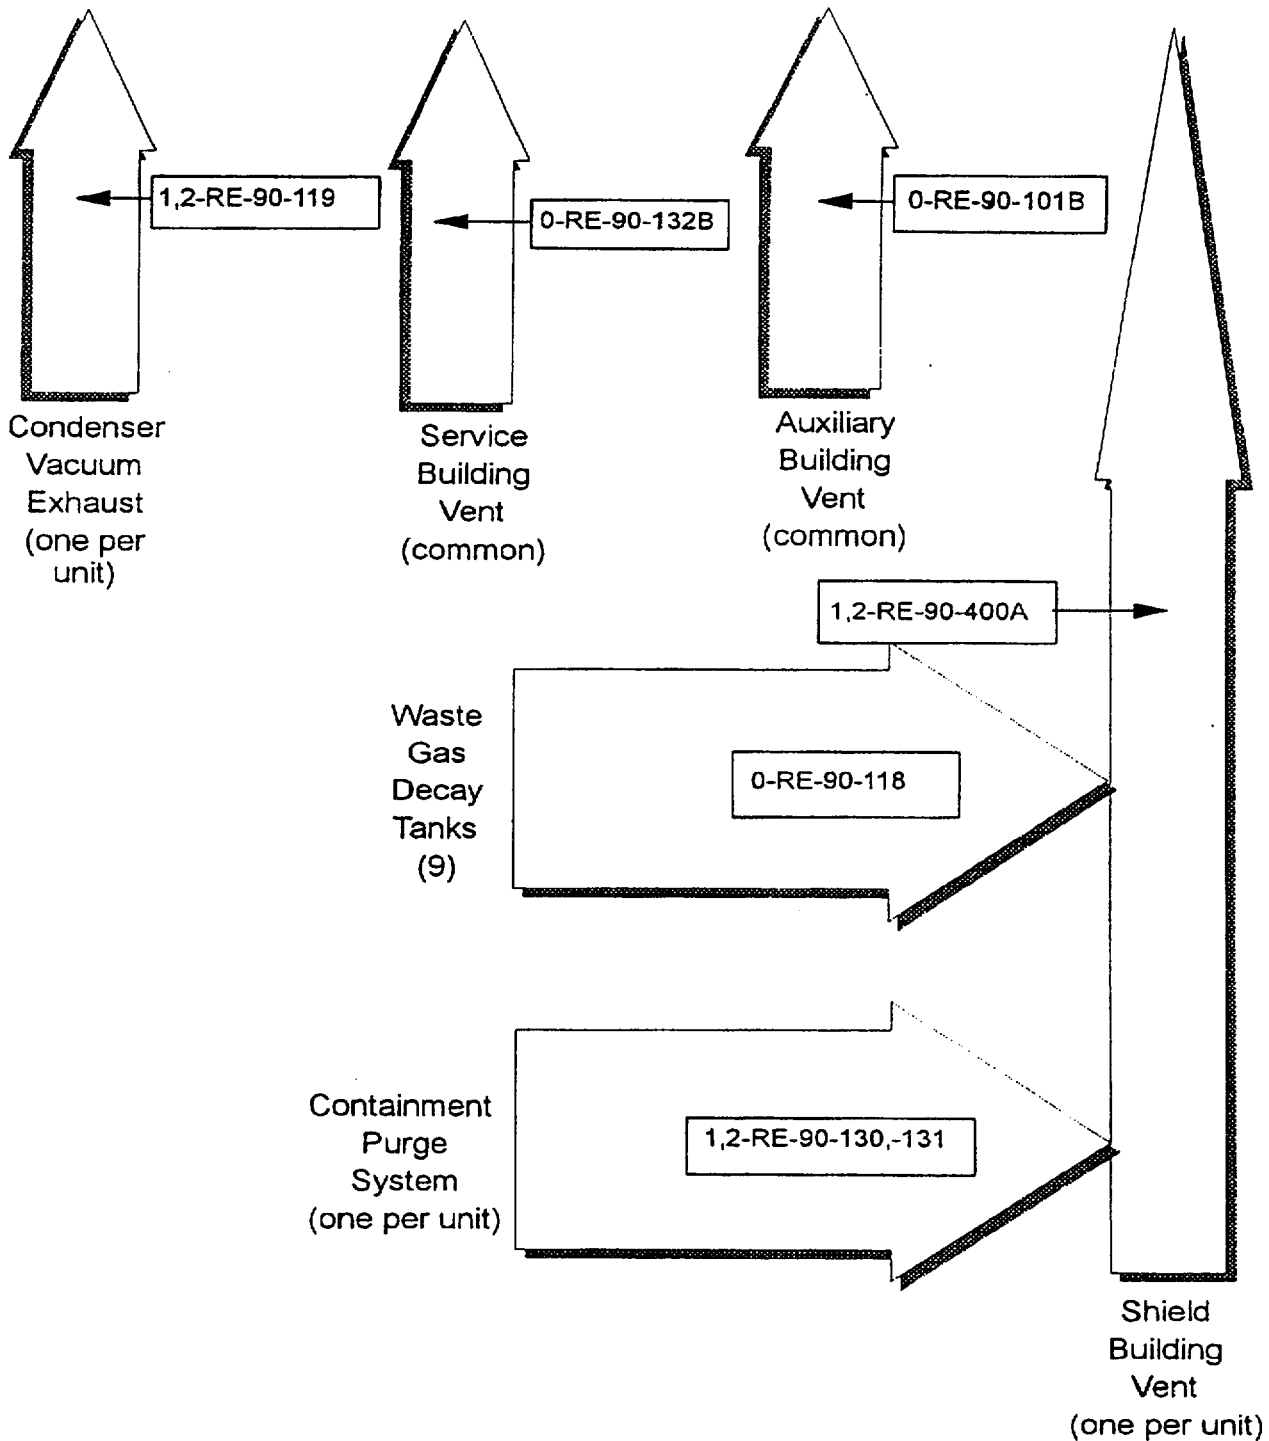 1,2-RE-90-119
0-RE-90-132B
0-RE-90-101B
Condenser
Vacuum
Exhaust
(one per
unit)
Service
Building
Vent
(common)
Auxiliary
Building
Vent
(common)
1,2-RE-90-400A
Waste
Gas
Decay
Tanks
(9)
0-RE-90-118
Containment
Purge
System
(one per unit)
1,2-RE-90-130,-131
Shield
Building
Vent
(one per unit)